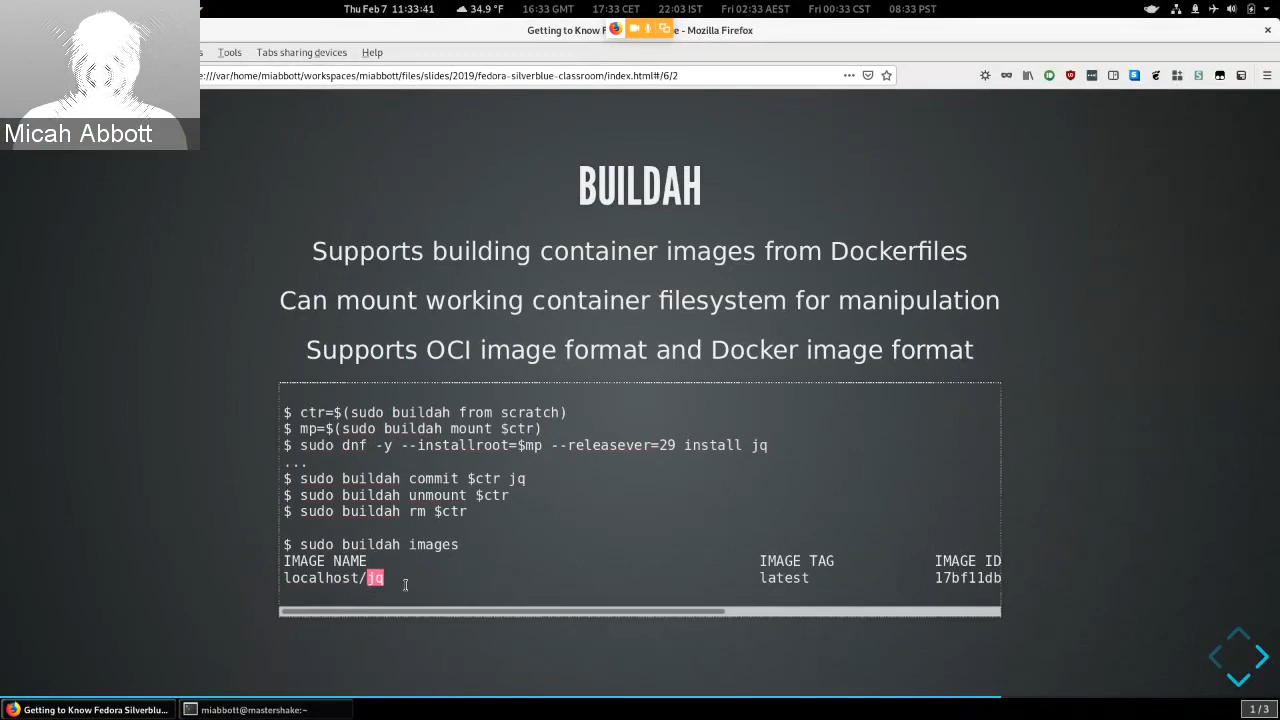 Thu Feb 7 11:33:41 34.9 °F 16:33 GMT 17:33 CET 22:03 IST Fri 02:33 AEST Fri 00:33 CST 08:33 PST
Getting to Know F e - Mozilla Firefox
s Tools Tabs sharing devices Help
e:///var/home/miabbott/workspaces/miabbott/files/slides/2019/fedora-silverblue-classroom/index.html#/6/2
Micah Abbott
BUILDAH
Supports building container images from Dockerfiles
Can mount working container filesystem for manipulation
Supports OCI image format and Docker image format
$ ctr=$(sudo buildah from scratch)
$ mp=$(sudo buildah mount $ctr)
$ sudo dnf -y --installroot=$mp --releasever=29 install jq
...
$ sudo buildah commit $ctr jq
$ sudo buildah unmount $ctr
$ sudo buildah rm $ctr
$ sudo buildah images
IMAGE NAME IMAGE TAG IMAGE ID
localhost/jq latest 17bf11db
Getting to Know Fedora Silverblu... miabbott@mastershake:~ 1 / 3